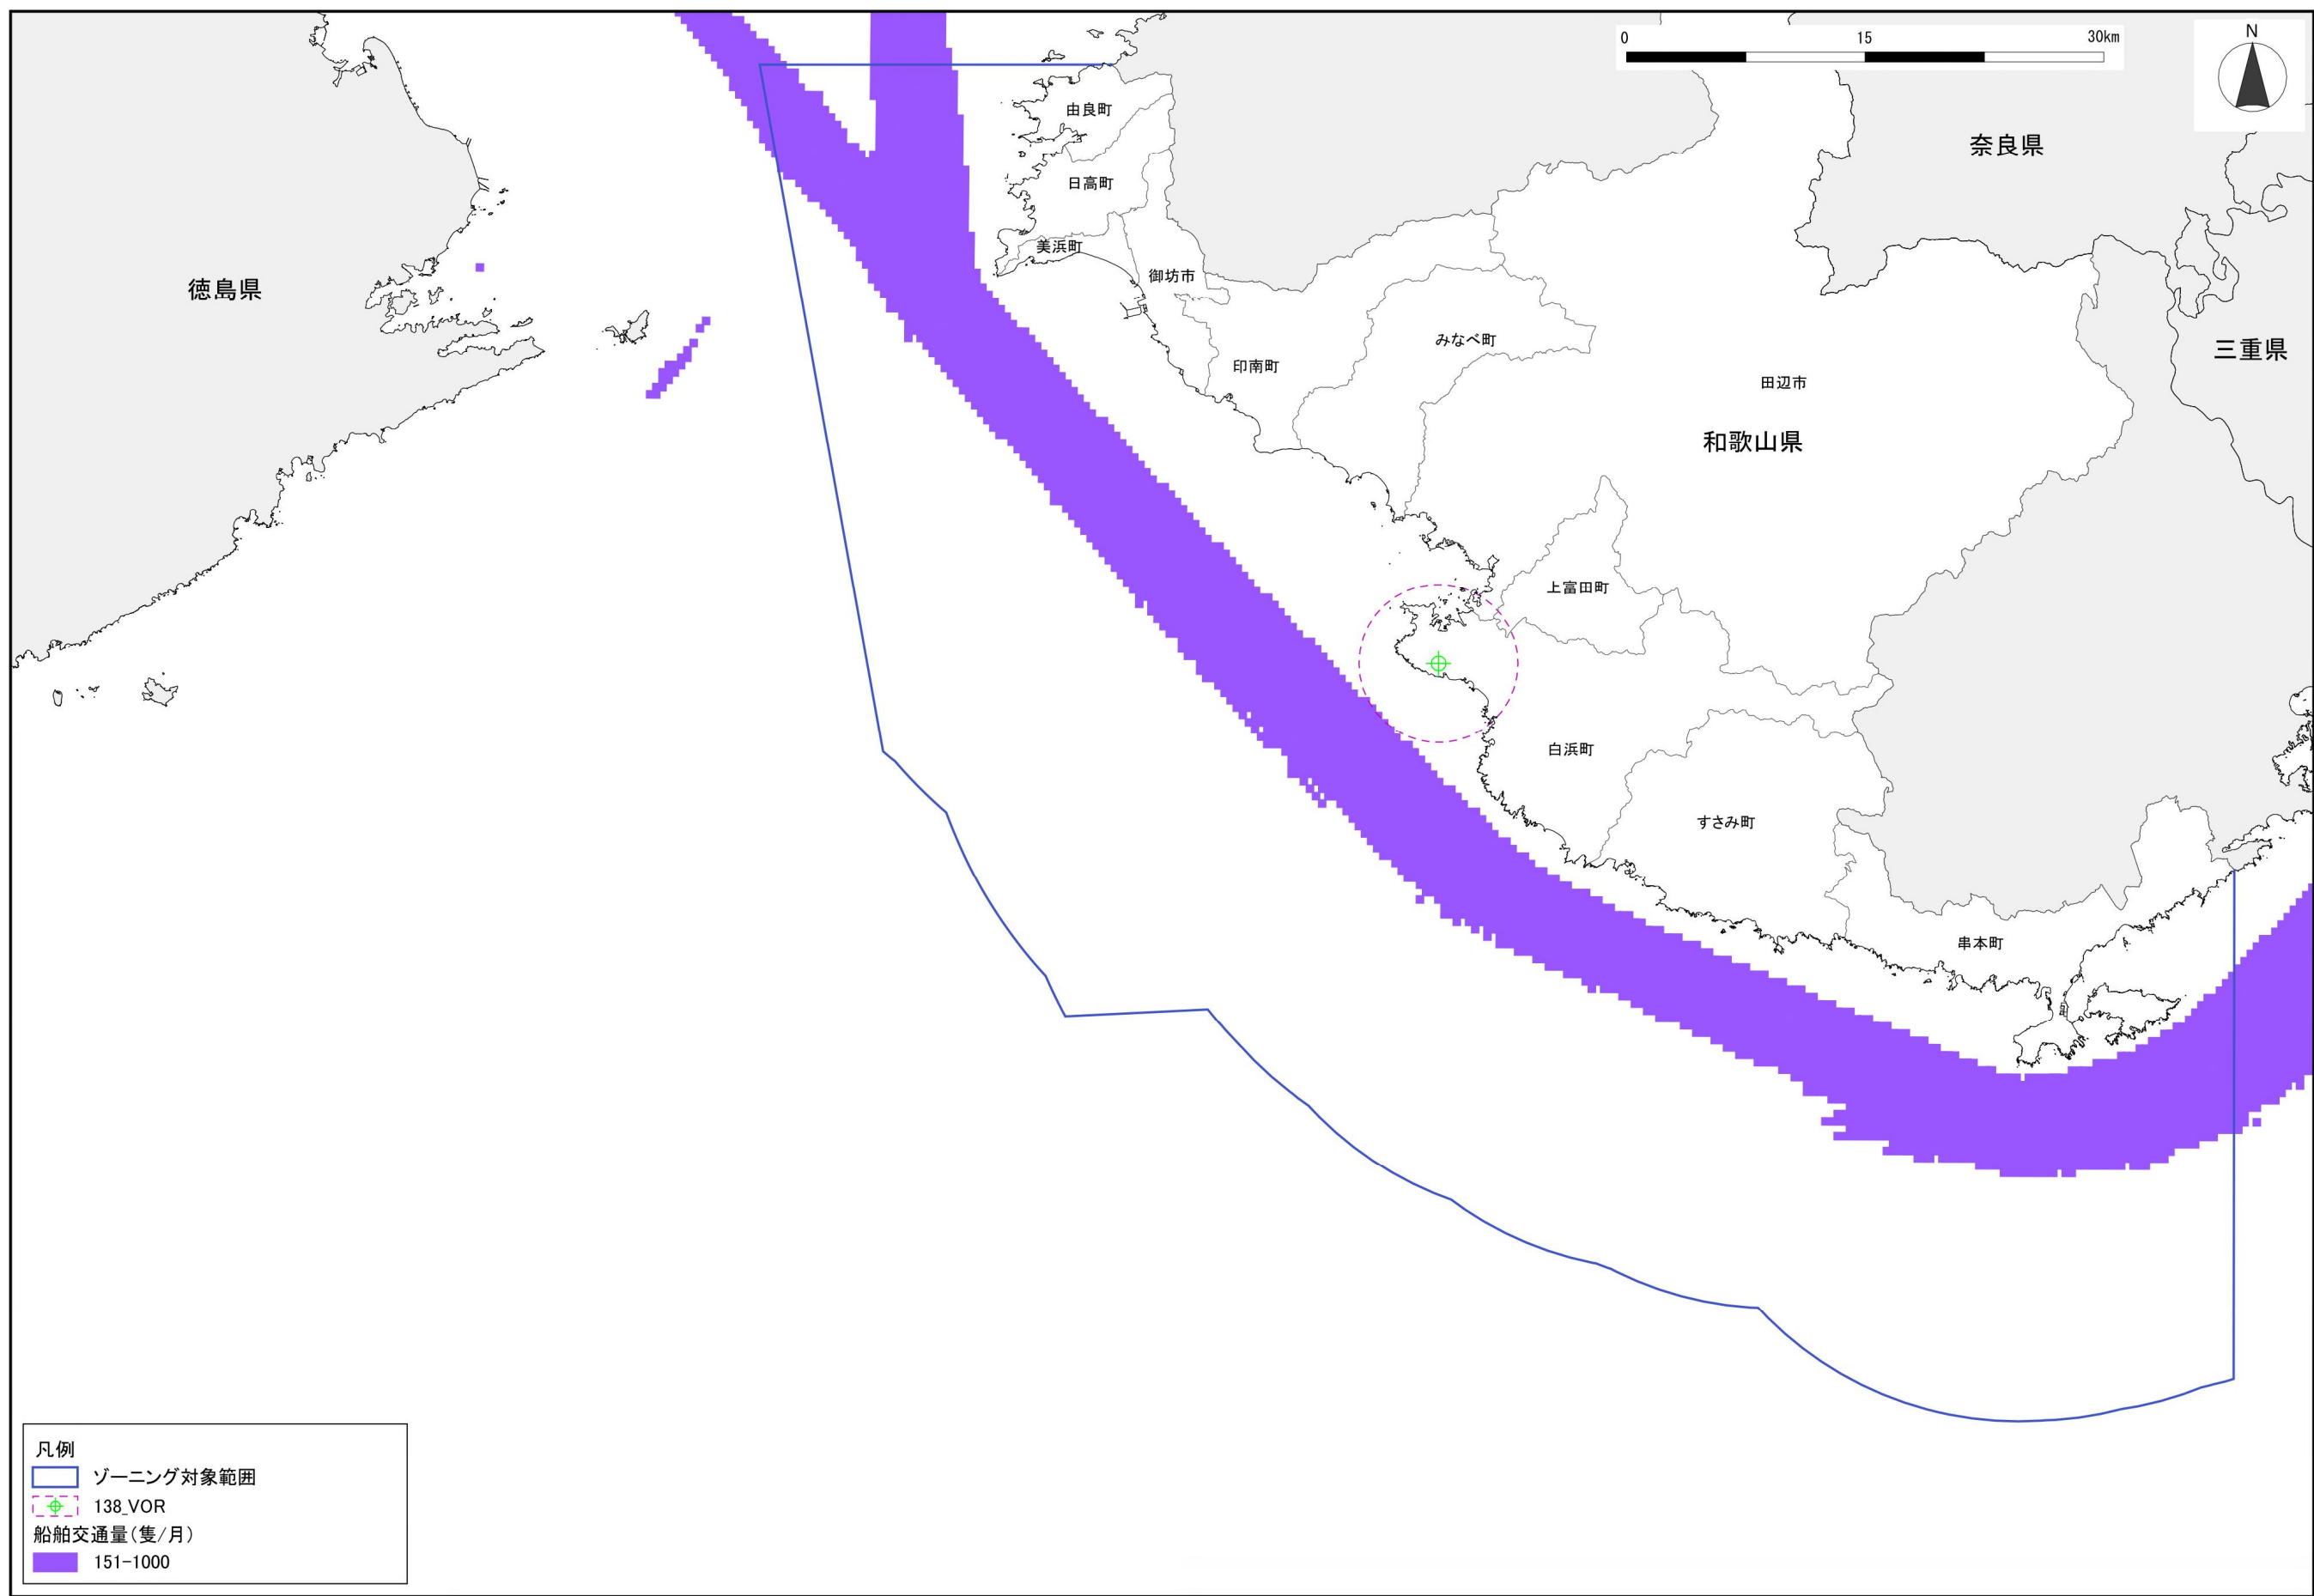 0 15 30km
N
由良町
奈良県
日高町
美浜町
御坊市
徳島県
みなべ町
三重県
印南町
田辺市
和歌山県
上富田町
白浜町
すさみ町
串本町
凡例
ゾーニング対象範囲
138_VOR
船舶交通量(隻/月)
151-1000